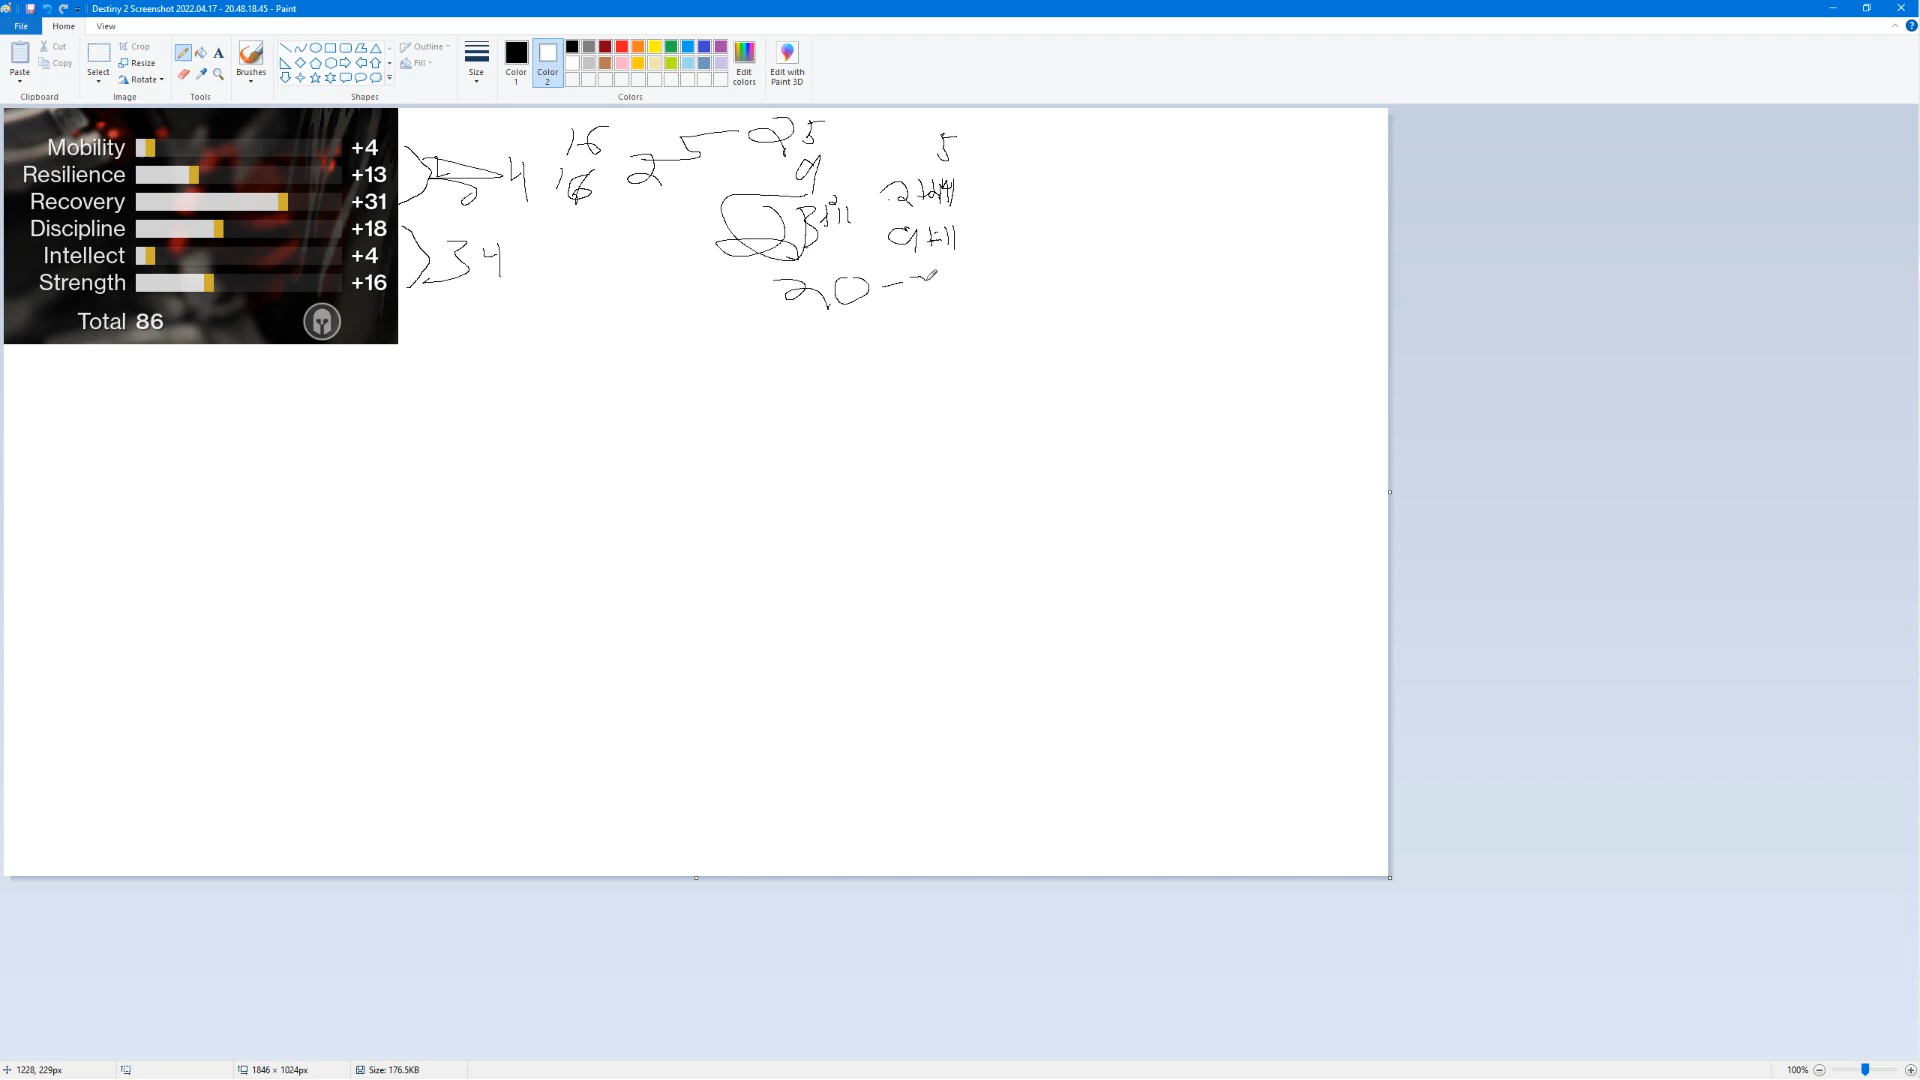 Destiny 2 Screenshot 2022.04.17 - 20.48.18.45 - Paint
File
Home
View
Paste
Cut
Copy
Clipboard
Select
Crop
Resize
Rotate
Image
Tools
Brushes
Shapes
Outline
Fill
Size
Color 1
Color 2
Edit colors
Edit with Paint 3D
Colors
Mobility +4
Resilience +13
Recovery +31
Discipline +18
Intellect +4
Strength +16
Total 86
4
34
16
16
2 5
25
9
20
5
1228, 229px
1846 × 1024px
Size: 176.5KB
100%